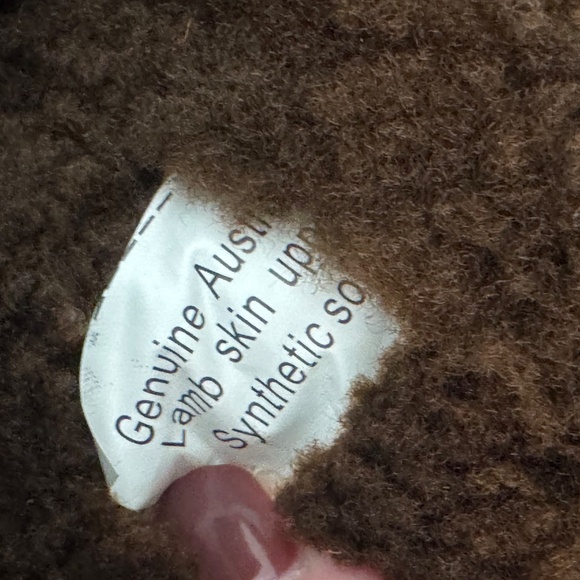 Genuine Aust
Lamb skin upp
Synthetic so